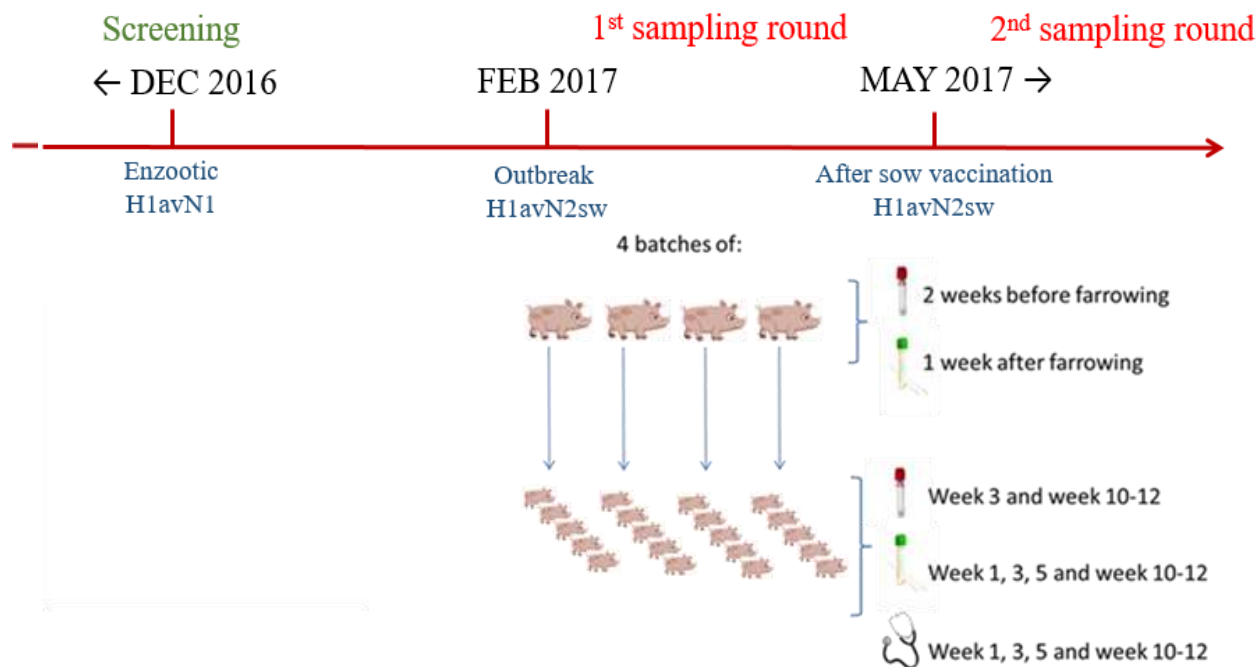 Screening
1st sampling round
2nd sampling round
← DEC 2016
FEB 2017
MAY 2017 →
Enzootic
H1avN1
Outbreak
H1avN2sw
After sow vaccination
H1avN2sw
4 batches of:
2 weeks before farrowing
1 week after farrowing
Week 3 and week 10-12
Week 1, 3, 5 and week 10-12
Week 1, 3, 5 and week 10-12